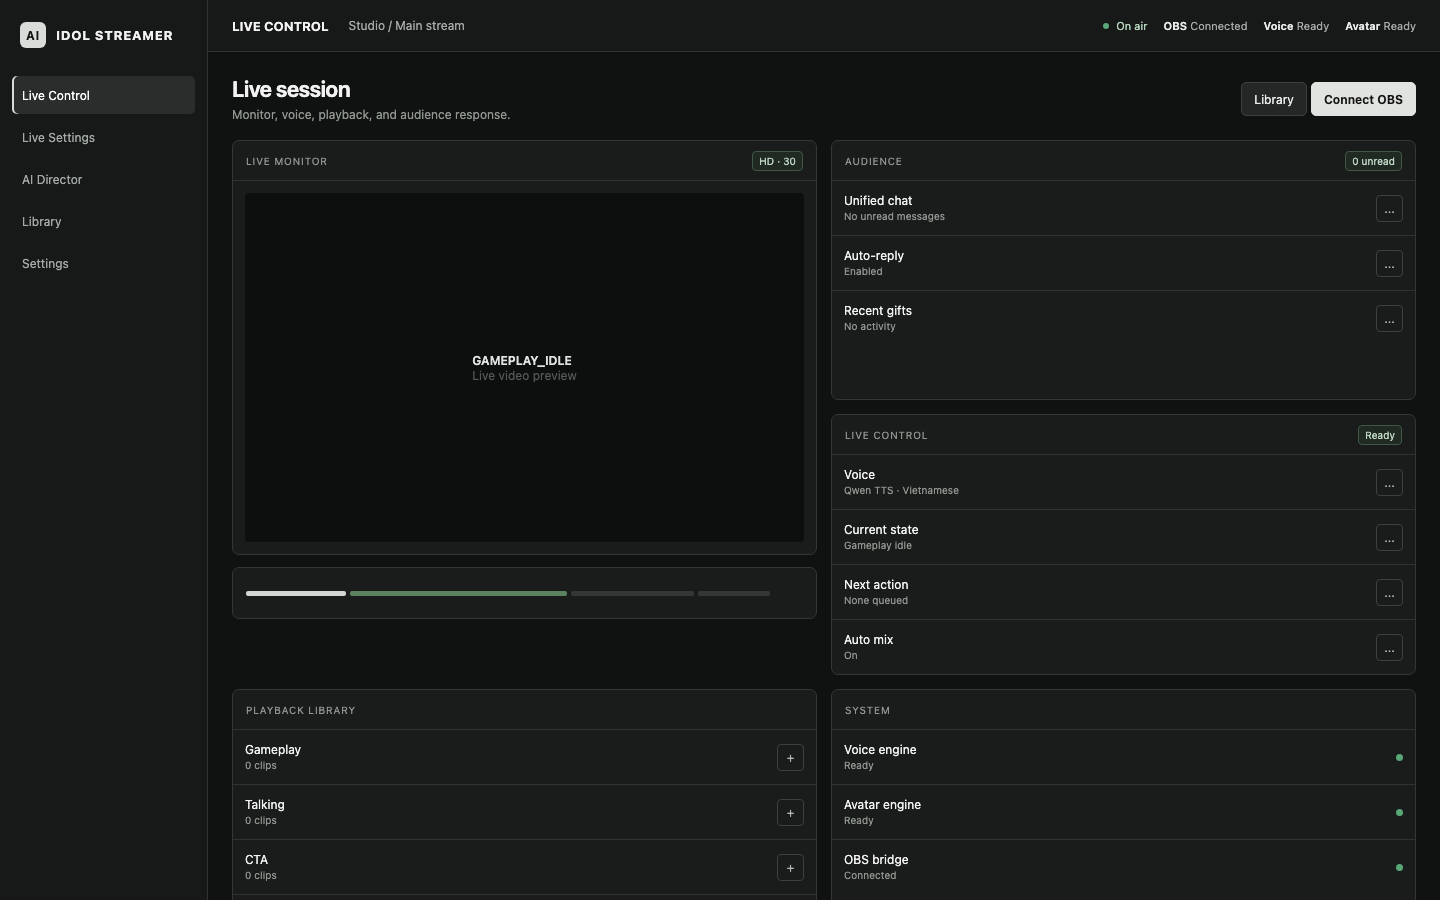 AI IDOL STREAMER
Live Control
Live Settings
AI Director
Library
Settings
LIVE CONTROL Studio / Main stream On air OBS Connected Voice Ready Avatar Ready
Live session
Monitor, voice, playback, and audience response.
Library Connect OBS
LIVE MONITOR HD · 30
GAMEPLAY_IDLE
Live video preview
AUDIENCE 0 unread
Unified chat
No unread messages
...
Auto-reply
Enabled
...
Recent gifts
No activity
...
LIVE CONTROL Ready
Voice
Qwen TTS · Vietnamese
...
Current state
Gameplay idle
...
Next action
None queued
...
Auto mix
On
...
PLAYBACK LIBRARY
Gameplay
0 clips
+
Talking
0 clips
+
CTA
0 clips
+
SYSTEM
Voice engine
Ready
Avatar engine
Ready
OBS bridge
Connected